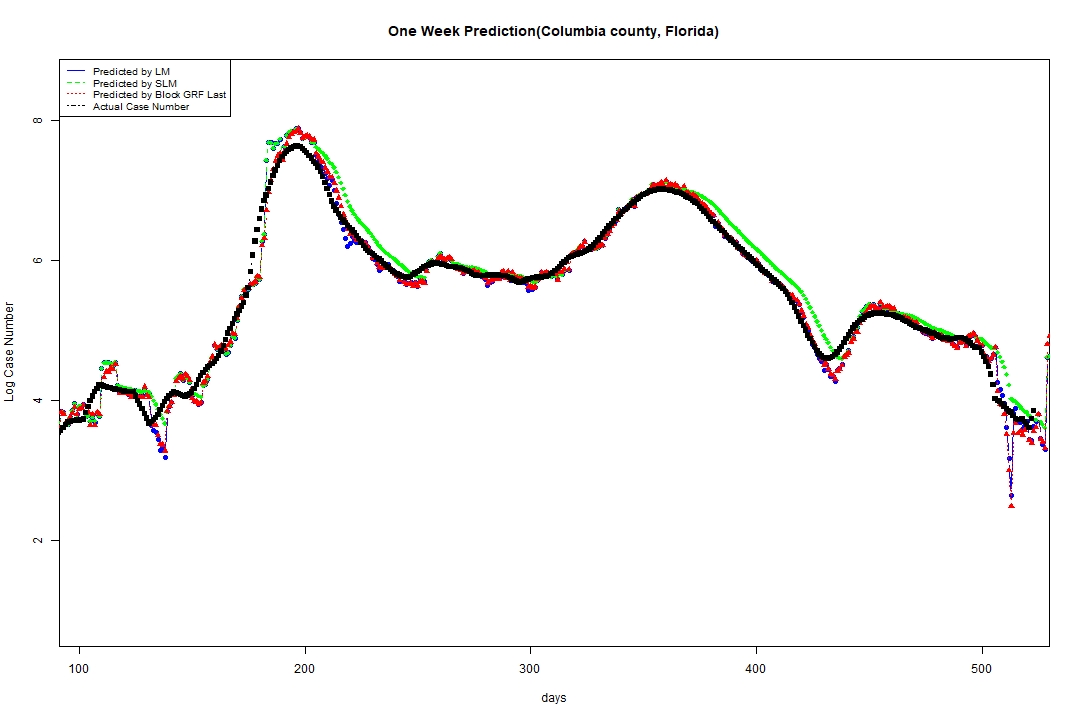 One Week Prediction(Columbia county, Florida)
Predicted by LM
Predicted by SLM
Predicted by Block GRF Last
Actual Case Number
8
6
4
2
Log Case Number
100 200 300 400 500
days